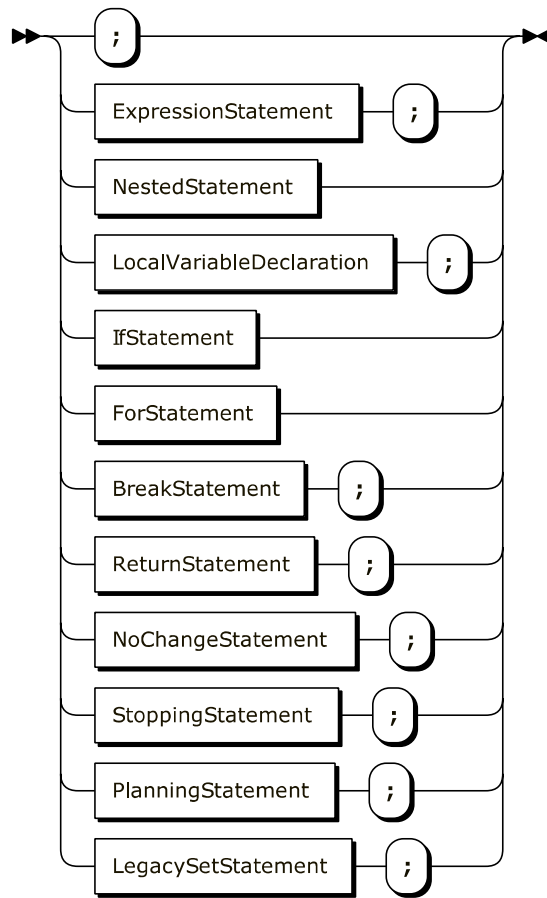 ;
ExpressionStatement ;
NestedStatement
LocalVariableDeclaration ;
IfStatement
ForStatement
BreakStatement ;
ReturnStatement ;
NoChangeStatement ;
StoppingStatement ;
PlanningStatement ;
LegacySetStatement ;